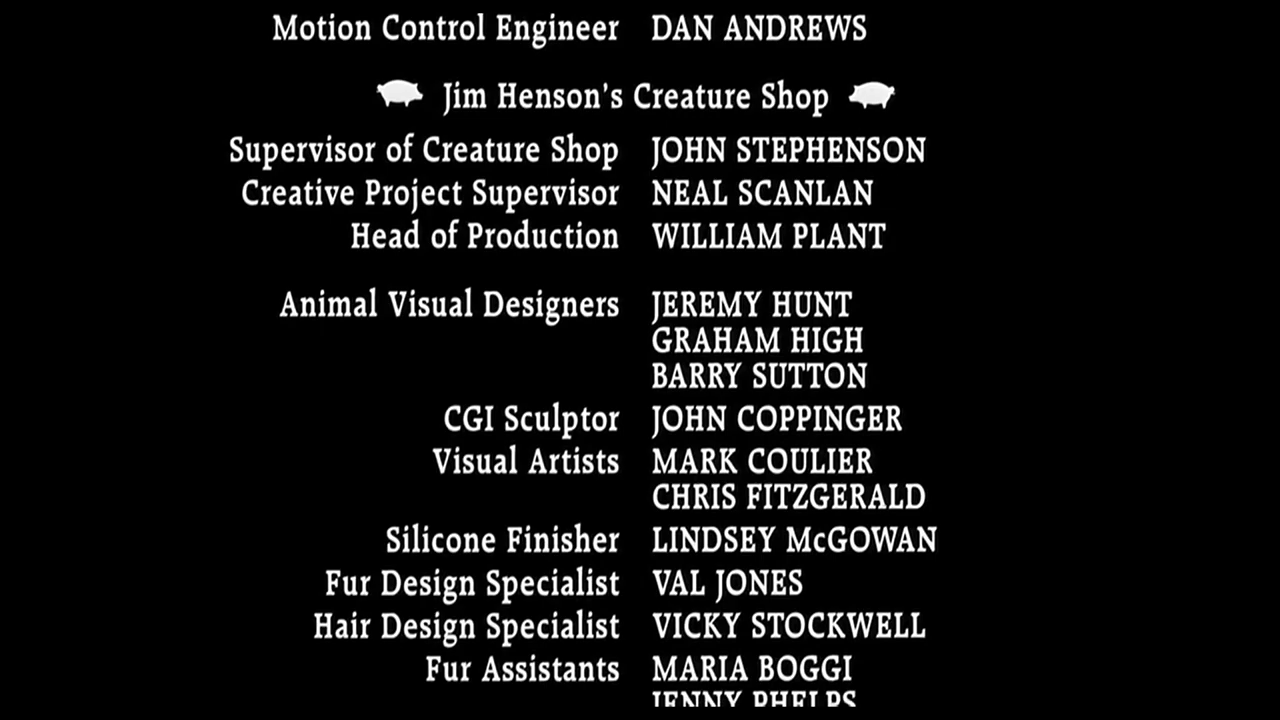 Motion Control Engineer DAN ANDREWS
Jim Henson's Creature Shop
Supervisor of Creature Shop JOHN STEPHENSON
Creative Project Supervisor NEAL SCANLAN
Head of Production WILLIAM PLANT
Animal Visual Designers JEREMY HUNT
GRAHAM HIGH
BARRY SUTTON
CGI Sculptor JOHN COPPINGER
Visual Artists MARK COULIER
CHRIS FITZGERALD
Silicone Finisher LINDSEY McGOWAN
Fur Design Specialist VAL JONES
Hair Design Specialist VICKY STOCKWELL
Fur Assistants MARIA BOGGI
JENNY PHELPS